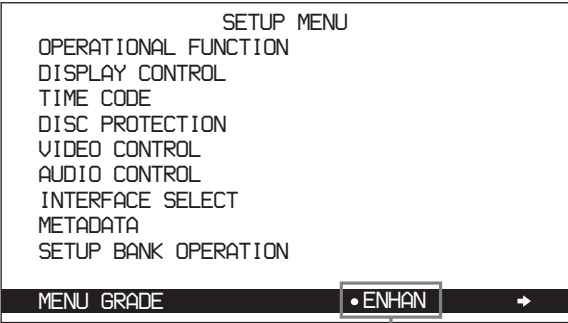 SETUP MENU
OPERATIONAL FUNCTION
DISPLAY CONTROL
TIME CODE
DISC PROTECTION
VIDEO CONTROL
AUDIO CONTROL
INTERFACE SELECT
METADATA
SETUP BANK OPERATION
MENU GRADE •ENHAN →